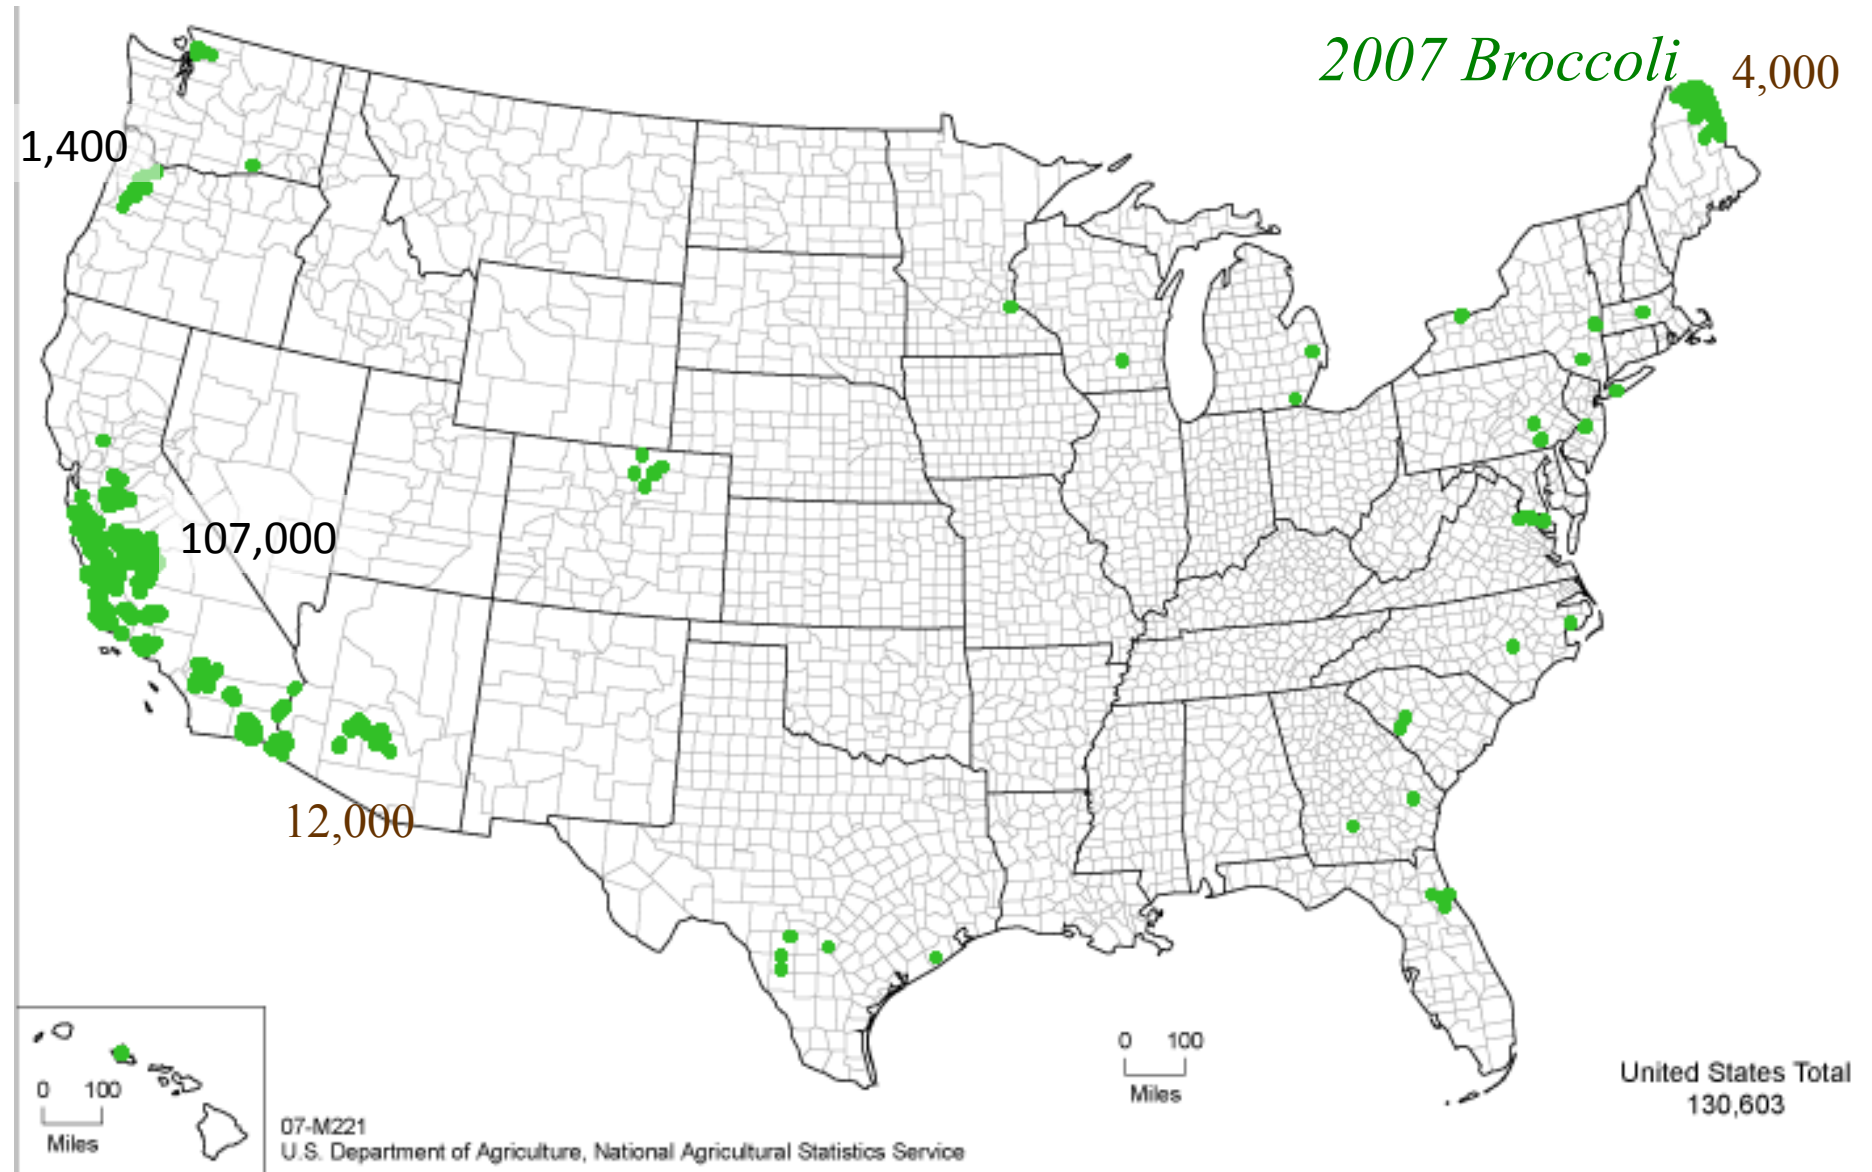 2007 Broccoli
4,000
1,400
107,000
12,000
0 100
Miles
0 100
Miles
United States Total
130,603
07-M221
U.S. Department of Agriculture, National Agricultural Statistics Service